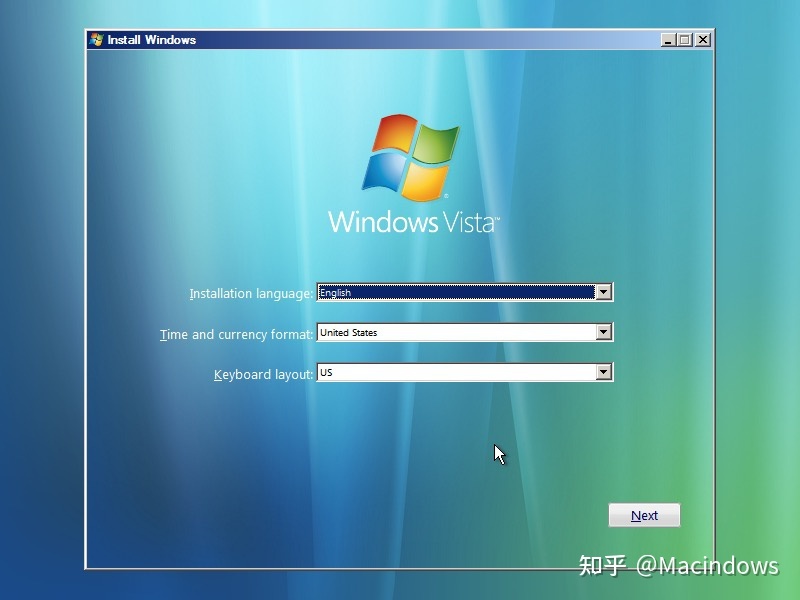 Install Windows
Windows Vista™
Installation language: English
Time and currency format: United States
Keyboard layout: US
Next
知乎 @Macindows